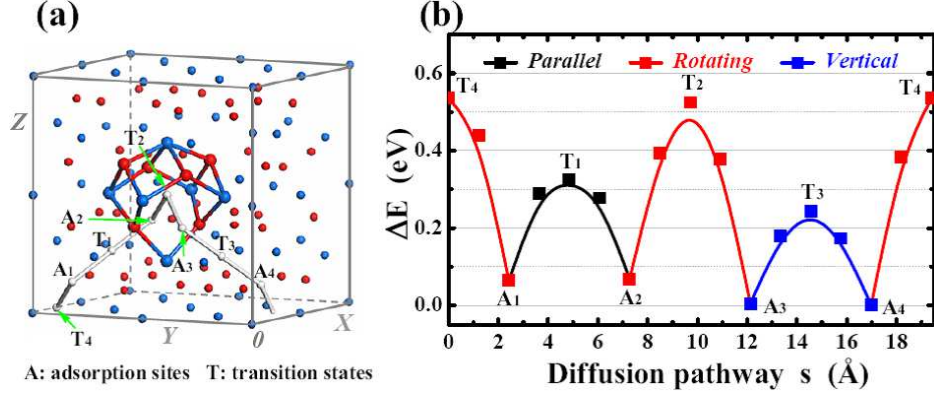 (a)
Z
T2
A2
T1
A1
A3
T3
A4
T4
Y
0
X
A: adsorption sites T: transition states
(b)
Parallel Rotating Vertical
0.6
T4
T2
T4
0.4
T1
T3
0.2
A1
A2
A3
A4
0.0
ΔE (eV)
0 2 4 6 8 10 12 14 16 18
Diffusion pathway s (Å)